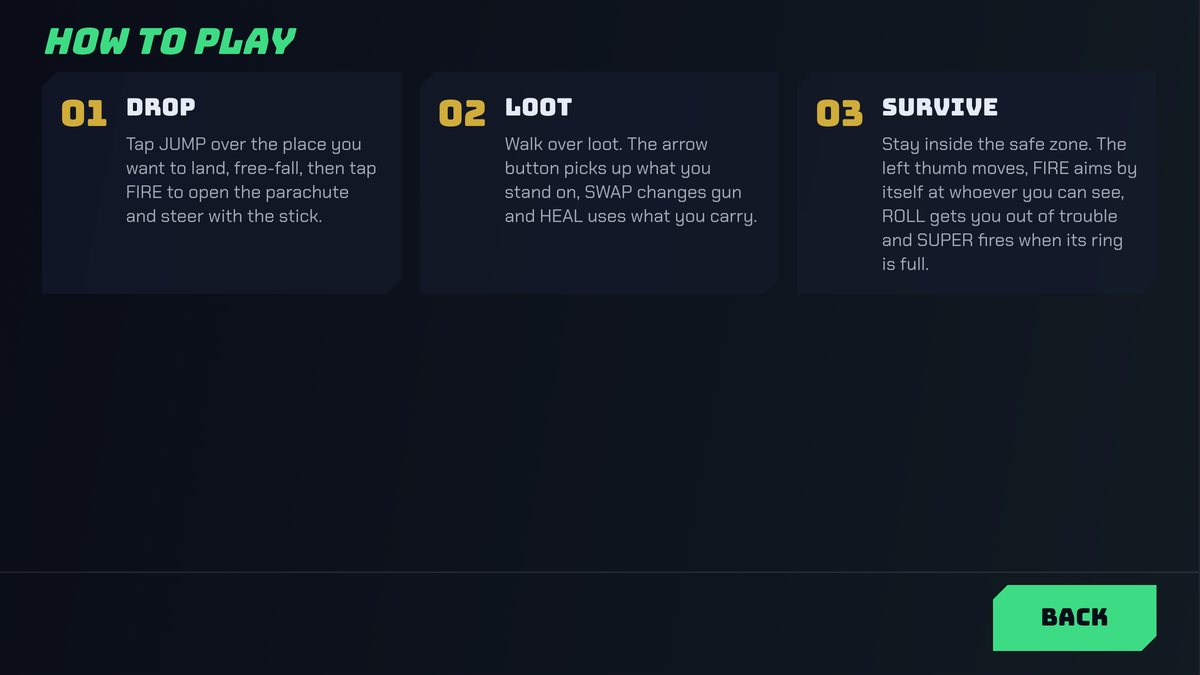 HOW TO PLAY
01
DROP
Tap JUMP over the place you
want to land, free-fall, then tap
FIRE to open the parachute
and steer with the stick.
02
LOOT
Walk over loot. The arrow
button picks up what you
stand on, SWAP changes gun
and HEAL uses what you carry.
03
SURVIVE
Stay inside the safe zone. The
left thumb moves, FIRE aims by
itself at whoever you can see,
ROLL gets you out of trouble
and SUPER fires when its ring
is full.
BACK